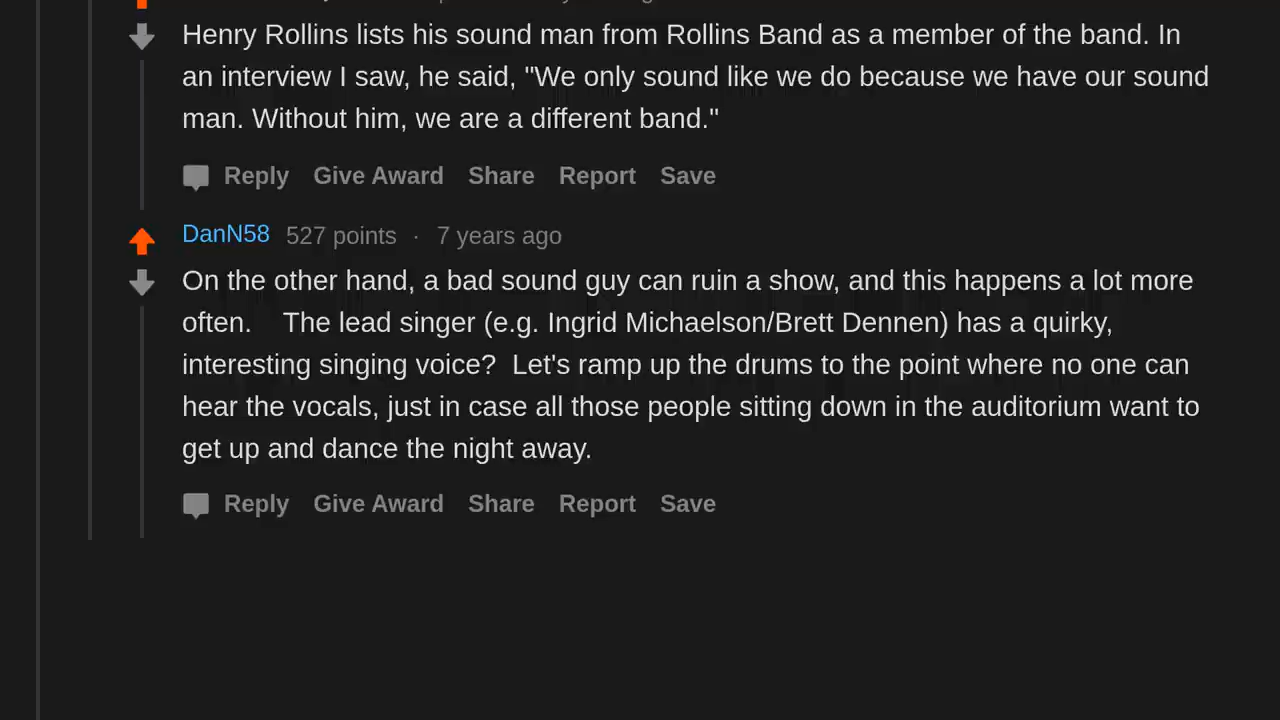 Henry Rollins lists his sound man from Rollins Band as a member of the band. In
an interview I saw, he said, "We only sound like we do because we have our sound
man. Without him, we are a different band."
Reply Give Award Share Report Save
DanN58 527 points · 7 years ago
On the other hand, a bad sound guy can ruin a show, and this happens a lot more
often. The lead singer (e.g. Ingrid Michaelson/Brett Dennen) has a quirky,
interesting singing voice? Let's ramp up the drums to the point where no one can
hear the vocals, just in case all those people sitting down in the auditorium want to
get up and dance the night away.
Reply Give Award Share Report Save